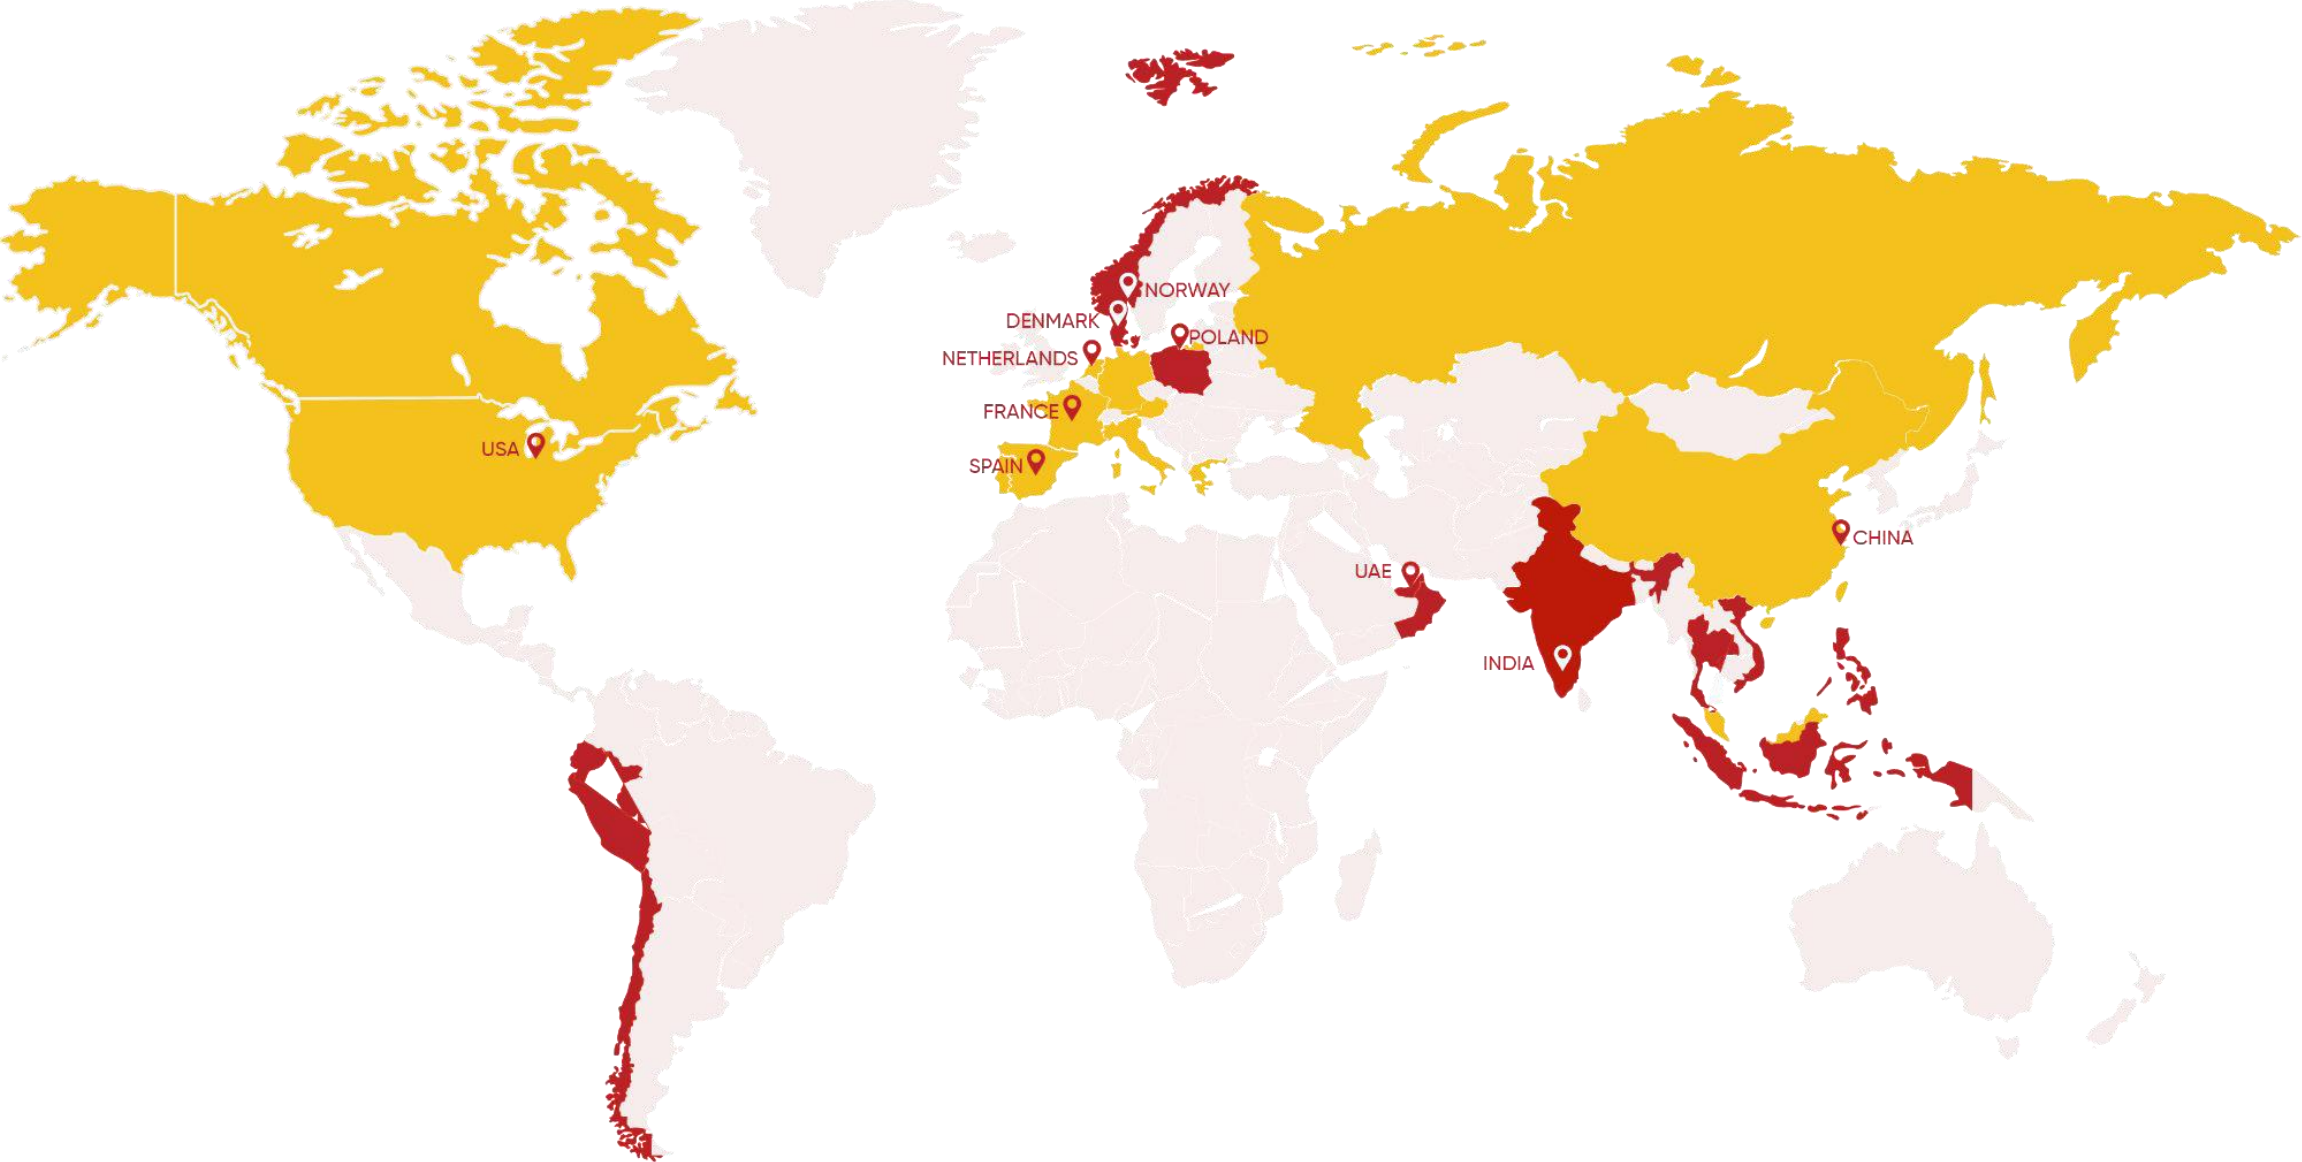 NORWAY
DENMARK
POLAND
NETHERLANDS
FRANCE
USA
SPAIN
CHINA
UAE
INDIA